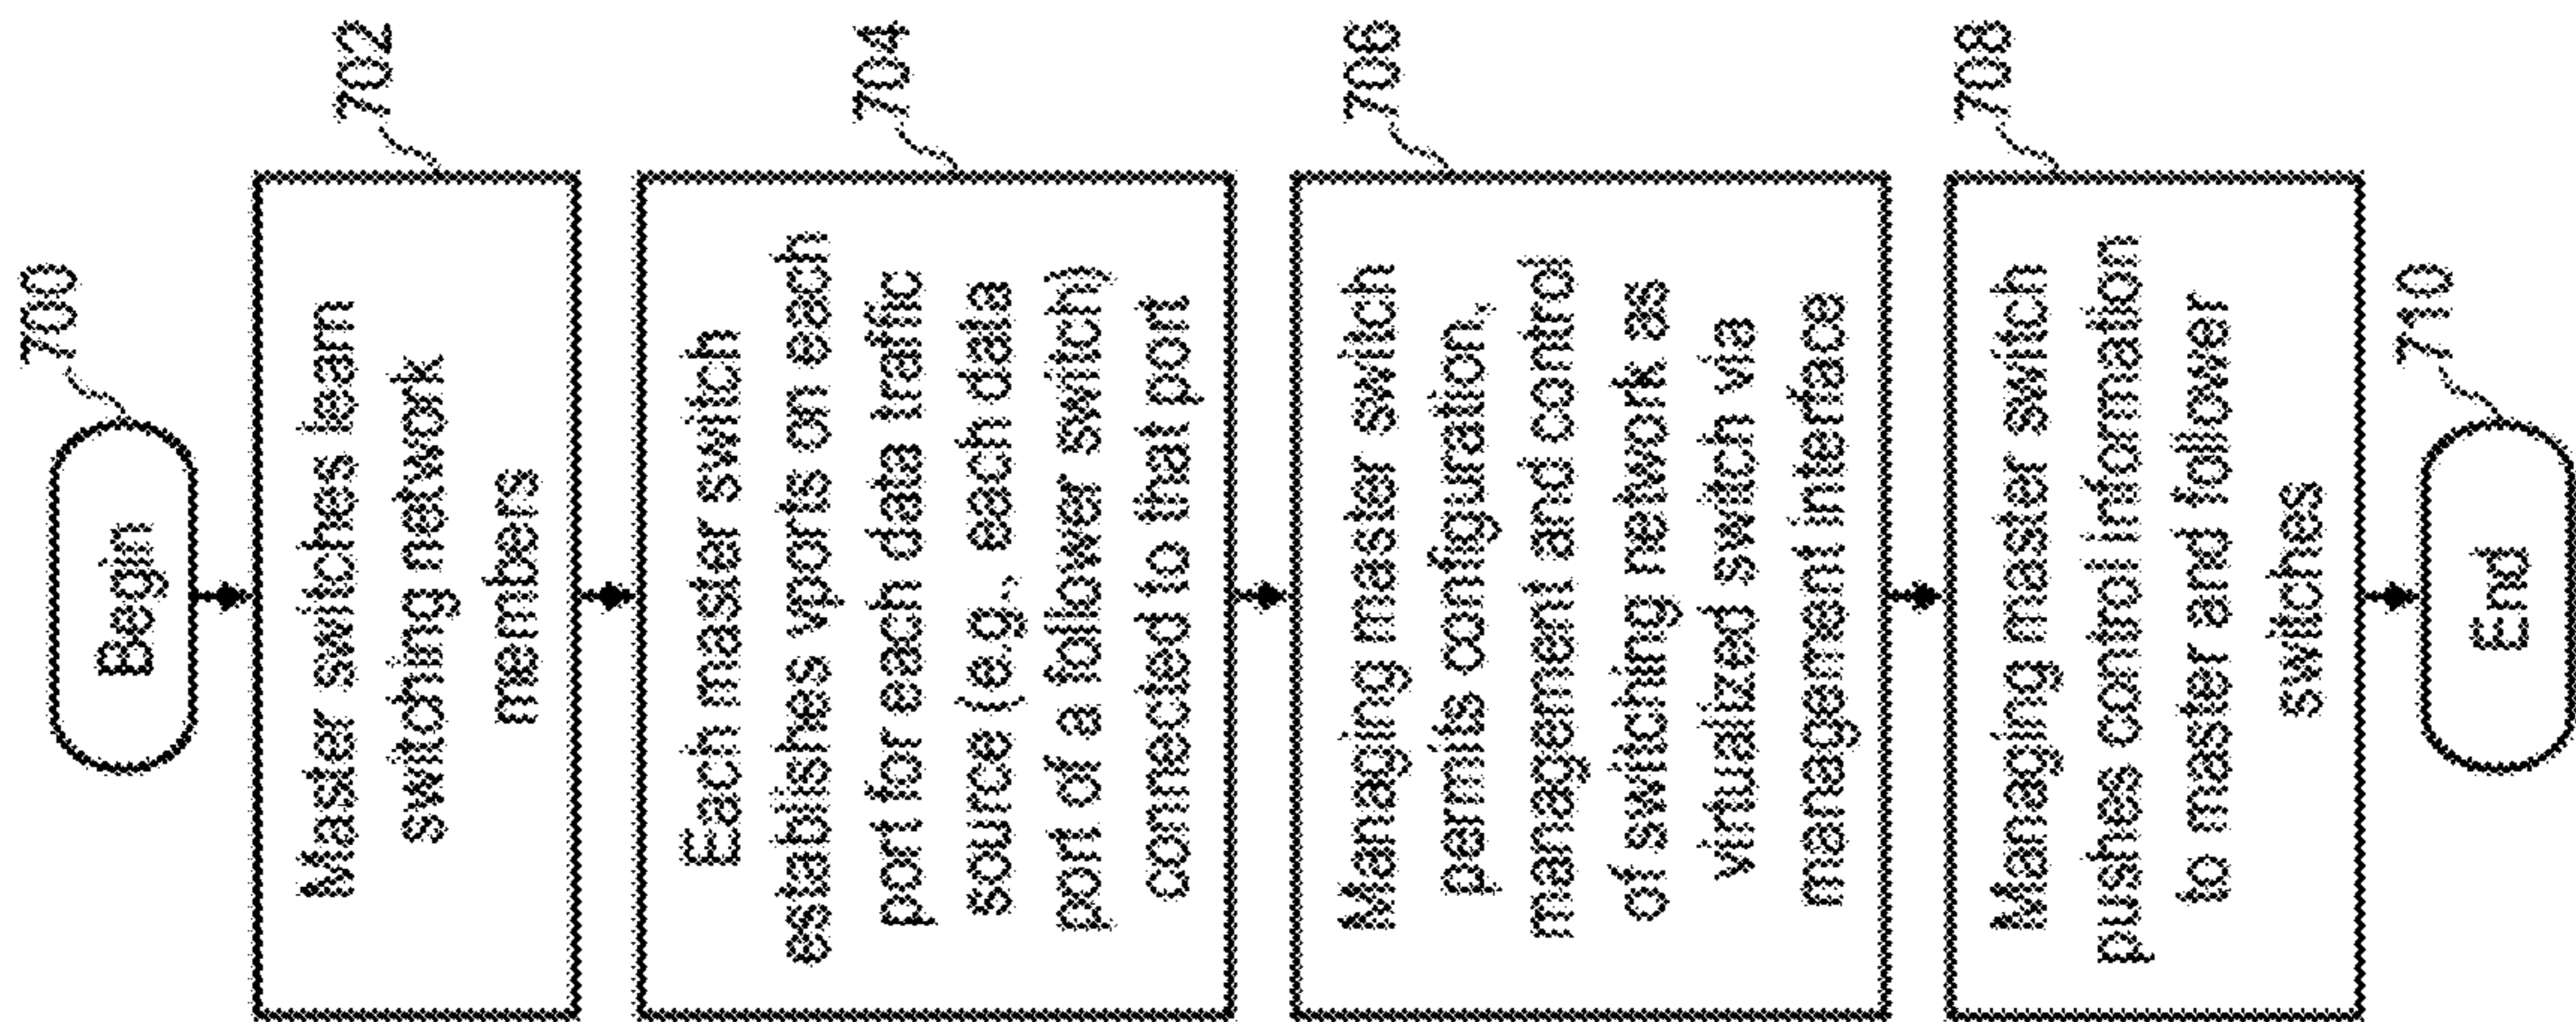 700
Begin
702
Master switches learn
switching network
members
704
Each master switch
establishes vports on each
port for each data traffic
source (e.g., each data
port of a follower switch)
connected to that port
706
Managing master switch
permits configuration,
management and control
of switching network as
virtualized switch via
management interface
708
Managing master switch
pushes control information
to master and follower
switches
710
End